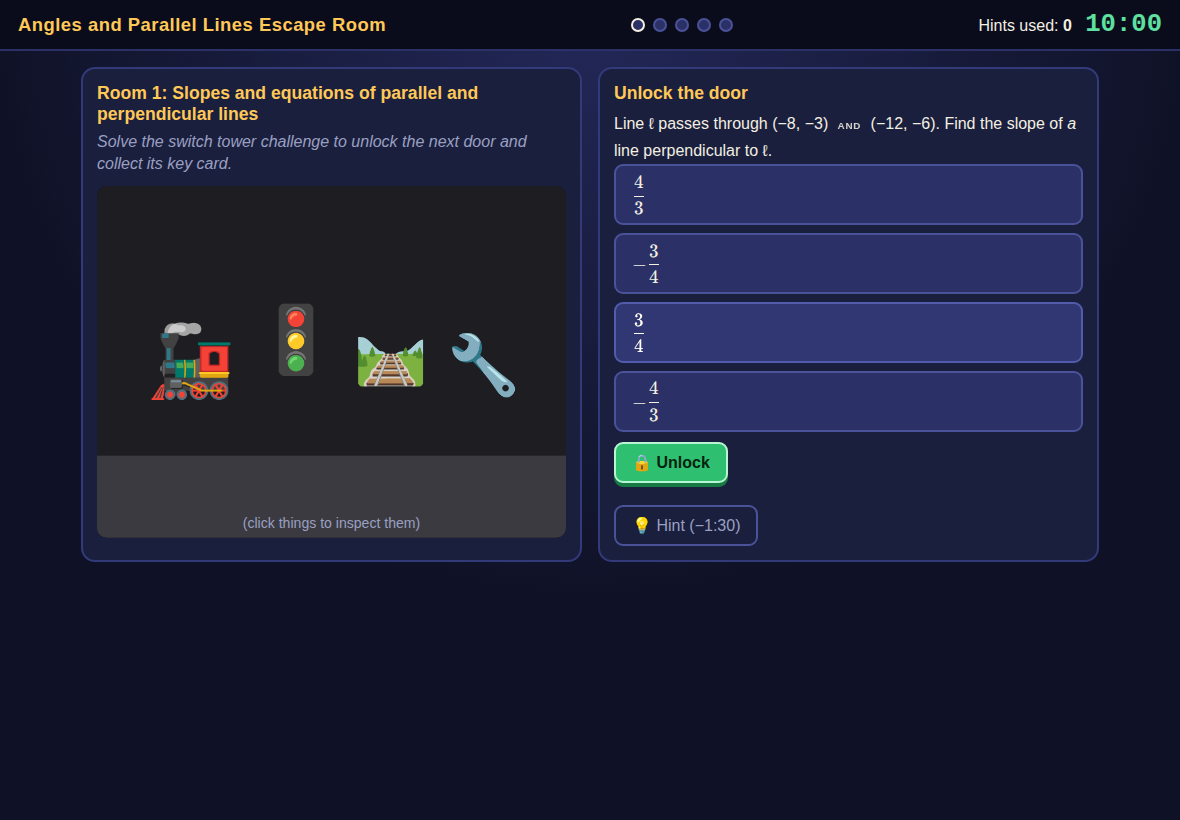 Angles and Parallel Lines Escape Room
Hints used: 0 10:00
Room 1: Slopes and equations of parallel and
perpendicular lines
Solve the switch tower challenge to unlock the next door and
collect its key card.
(click things to inspect them)
Unlock the door
Line ℓ passes through (−8, −3) AND (−12, −6). Find the slope of a
line perpendicular to ℓ.
4/3
−3/4
3/4
−4/3
🔒 Unlock
💡 Hint (−1:30)